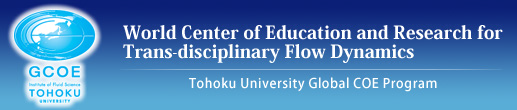 World Center of Education and Research for
Trans-disciplinary Flow Dynamics
Tohoku University Global COE Program
GCOE
Institute of Fluid Science
TOHOKU
UNIVERSITY